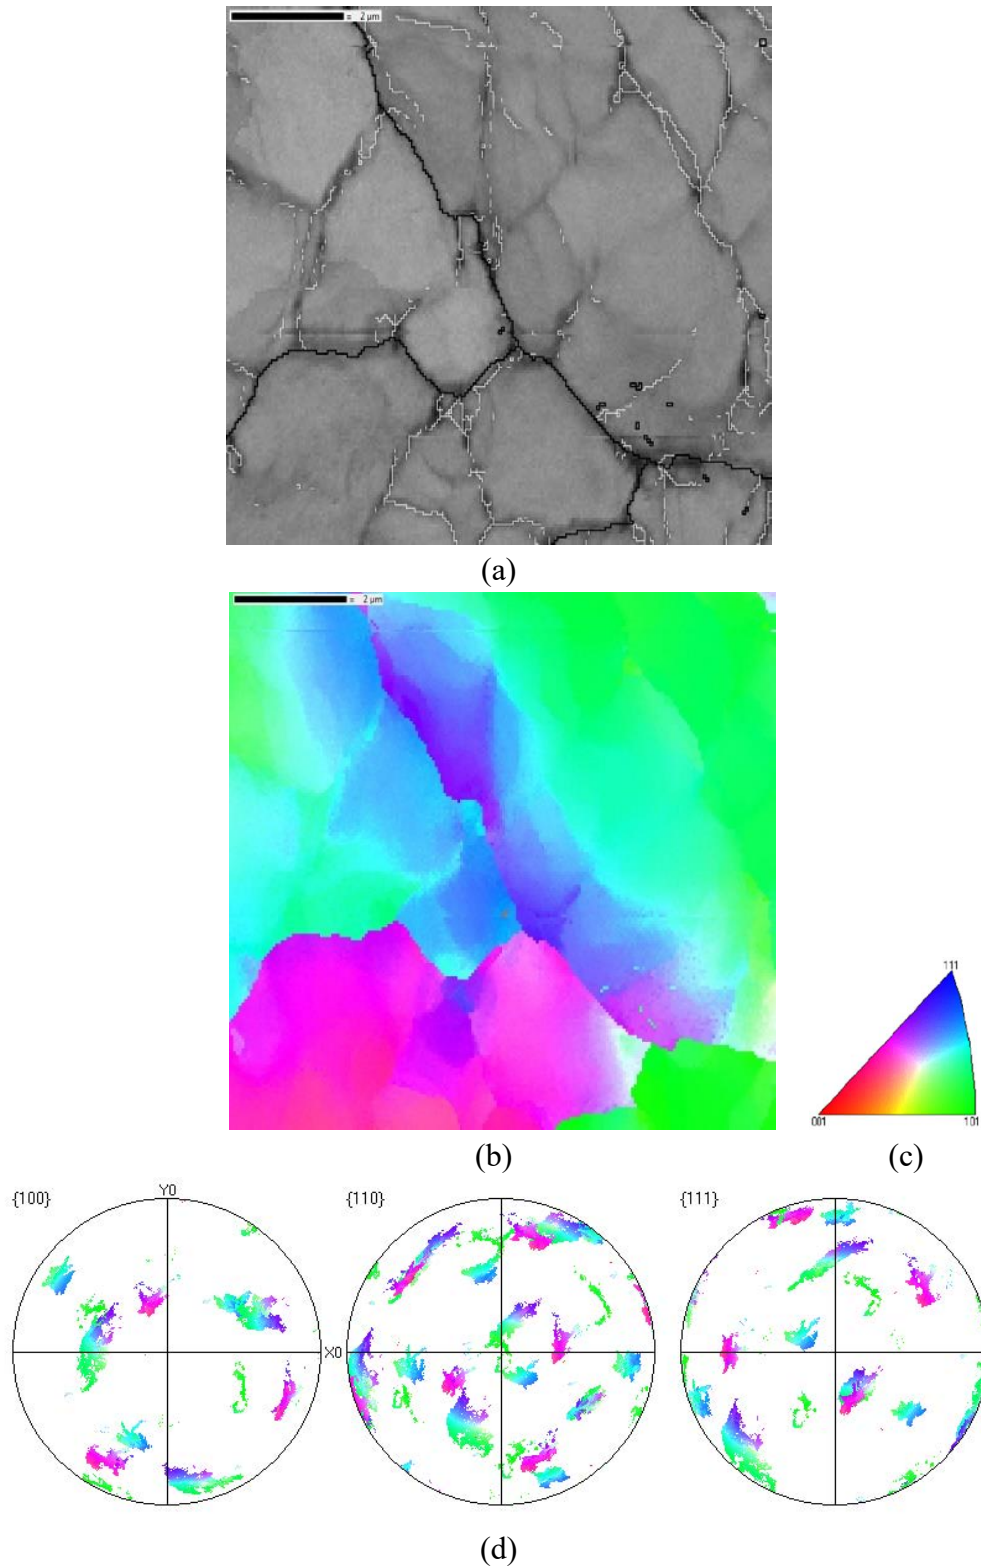 = 2 μm
(a)
= 2 μm
111
001
101
(b)
(c)
{100}
Y0
{110}
{111}
X0
(d)